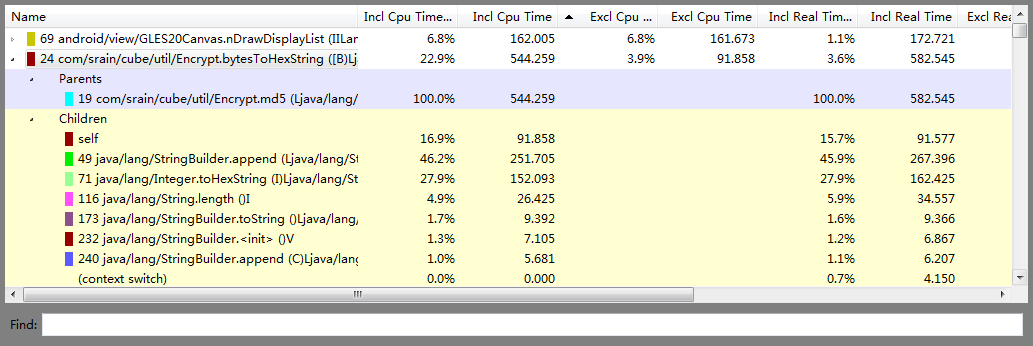 Name Incl Cpu Time... Incl Cpu Time Excl Cpu ... Excl Cpu Time Incl Real Tim... Incl Real Time Excl Rea
69 android/view/GLES20Canvas.nDrawDisplayList (IILan 6.8% 162.005 6.8% 161.673 1.1% 172.721
24 com/srain/cube/util/Encrypt.bytesToHexString ([B)Lj 22.9% 544.259 3.9% 91.858 3.6% 582.545
Parents
19 com/srain/cube/util/Encrypt.md5 (Ljava/lang/ 100.0% 544.259 100.0% 582.545
Children
self 16.9% 91.858 15.7% 91.577
49 java/lang/StringBuilder.append (Ljava/lang/St 46.2% 251.705 45.9% 267.396
71 java/lang/Integer.toHexString (I)Ljava/lang/St 27.9% 152.093 27.9% 162.425
116 java/lang/String.length ()I 4.9% 26.425 5.9% 34.557
173 java/lang/StringBuilder.toString ()Ljava/lang, 1.7% 9.392 1.6% 9.366
232 java/lang/StringBuilder.<init> ()V 1.3% 7.105 1.2% 6.867
240 java/lang/StringBuilder.append (C)Ljava/lang 1.0% 5.681 1.1% 6.207
(context switch) 0.0% 0.000 0.7% 4.150
Find: